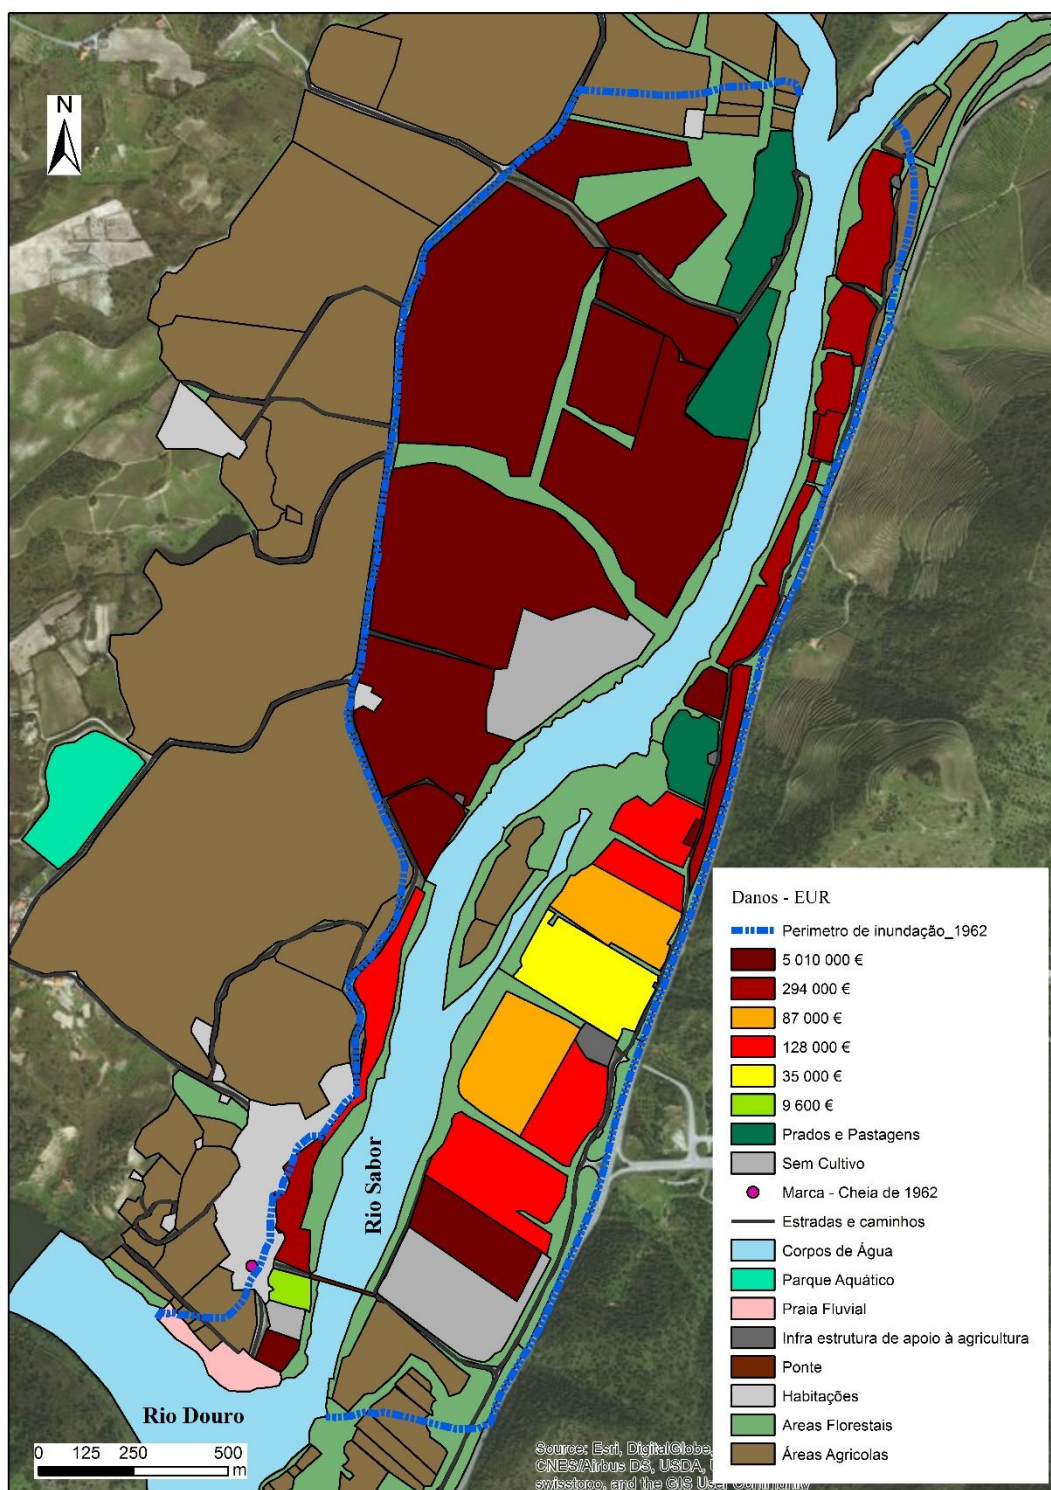 N
Danos - EUR
Perimetro de inundação_1962
5 010 000 €
294 000 €
87 000 €
128 000 €
35 000 €
9 600 €
Prados e Pastagens
Sem Cultivo
Marca - Cheia de 1962
Estradas e caminhos
Corpos de Água
Parque Aquático
Praia Fluvial
Infra estrutura de apoio à agricultura
Ponte
Habitações
Areas Florestais
Áreas Agricolas
Rio Sabor
Rio Douro
0 125 250 500
m
Source: Esri, DigitalGlobe,
CNES/Airbus DS, USDA,
swisstopo, and the GIS User Community